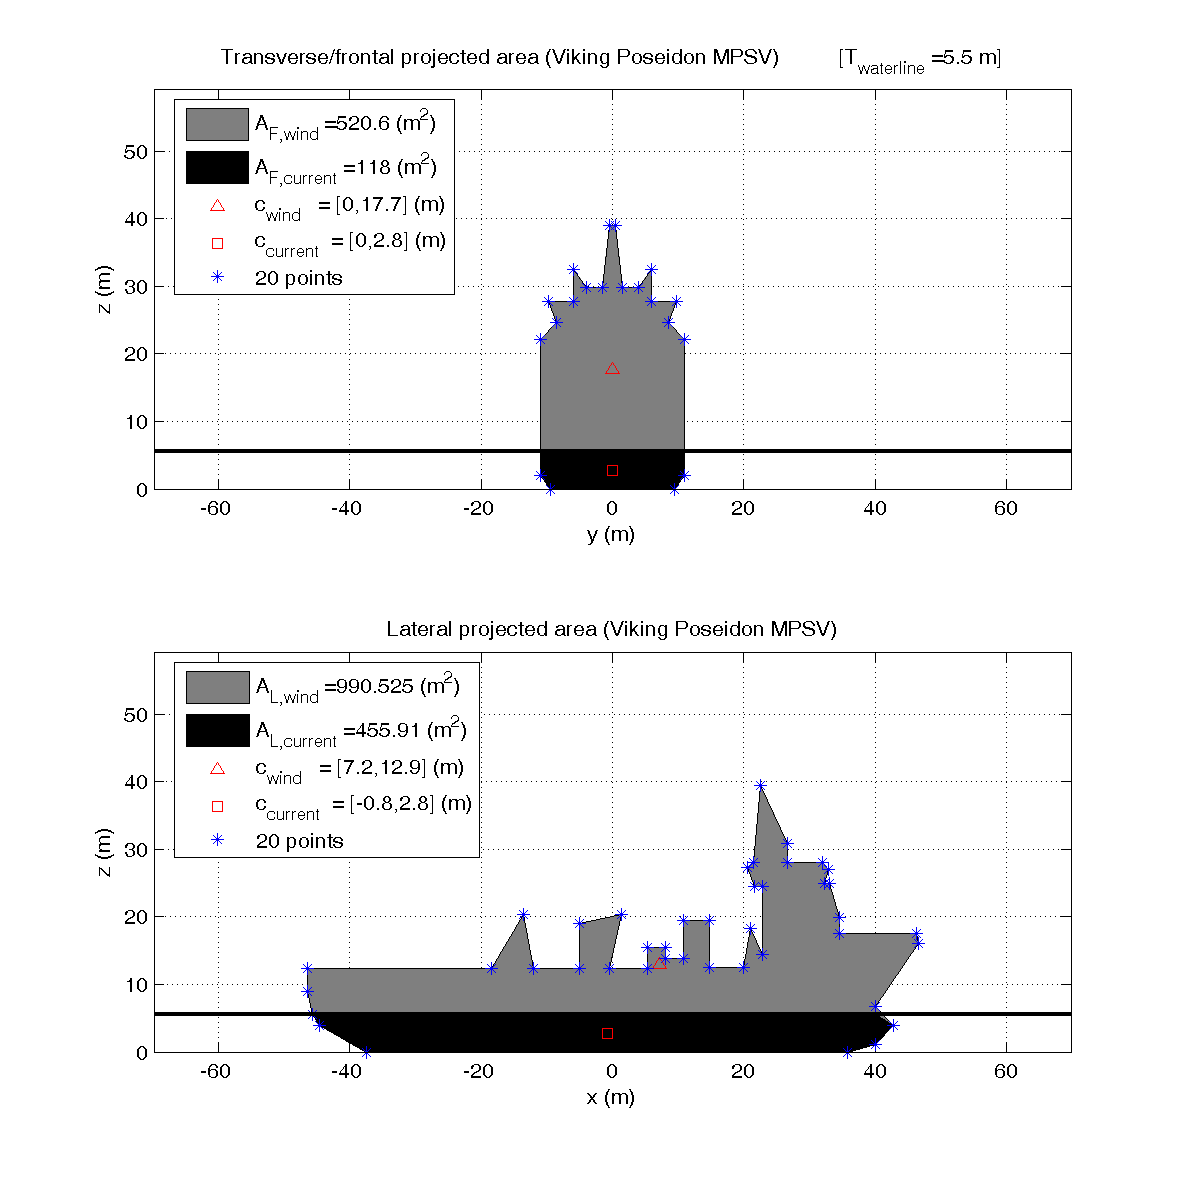 Transverse/frontal projected area (Viking Poseidon MPSV) [T_waterline =5.5 m]
A_F,wind =520.6 (m^2)
A_F,current =118 (m^2)
c_wind = [0,17.7] (m)
c_current = [0,2.8] (m)
20 points
z (m)
50
40
30
20
10
0
-60 -40 -20 0 20 40 60
y (m)
Lateral projected area (Viking Poseidon MPSV)
A_L,wind =990.525 (m^2)
A_L,current =455.91 (m^2)
c_wind = [7.2,12.9] (m)
c_current = [-0.8,2.8] (m)
20 points
z (m)
50
40
30
20
10
0
-60 -40 -20 0 20 40 60
x (m)